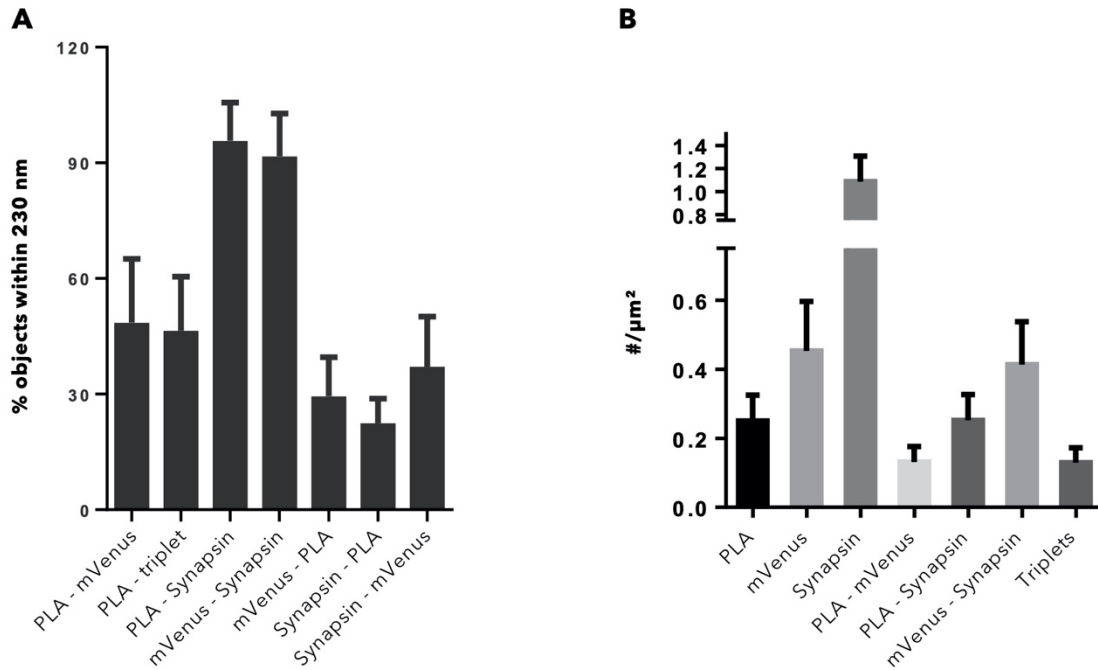 A
% objects within 230 nm
120
90
60
30
0
PLA - mVenus
PLA - triplet
PLA - Synapsin
mVenus - Synapsin
mVenus - PLA
Synapsin - PLA
Synapsin - mVenus
B
#/µm²
1.4
1.2
1.0
0.8
0.6
0.4
0.2
0.0
PLA
mVenus
Synapsin
PLA - mVenus
PLA - Synapsin
mVenus - Synapsin
Triplets